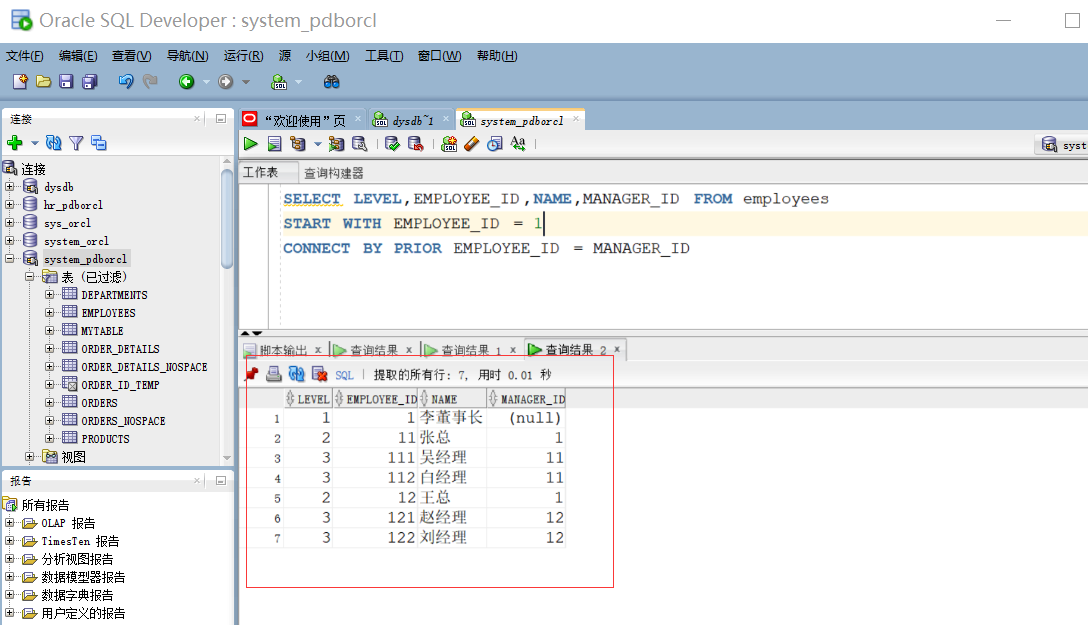 Oracle SQL Developer : system_pdborcl
文件(F) 编辑(E) 查看(V) 导航(N) 运行(R) 源 小组(M) 工具(T) 窗口(W) 帮助(H)
连接
连接
dysdb
hr_pdborcl
sys_orcl
system_orcl
system_pdborcl
表 (已过滤)
DEPARTMENTS
EMPLOYEES
MYTABLE
ORDER_DETAILS
ORDER_DETAILS_NOSPACE
ORDER_ID_TEMP
ORDERS
ORDERS_NOSPACE
PRODUCTS
视图
报告
所有报告
OLAP 报告
TimesTen 报告
分析视图报告
数据模型器报告
数据字典报告
用户定义的报告
“欢迎使用”页 dysdb~1 system_pdborcl
Aa
syst
工作表 查询构建器
SELECT LEVEL,EMPLOYEE_ID,NAME,MANAGER_ID FROM employees
START WITH EMPLOYEE_ID = 1
CONNECT BY PRIOR EMPLOYEE_ID = MANAGER_ID
脚本输出 x 查询结果 x 查询结果 1 x 查询结果 2 x
SQL | 提取的所有行: 7, 用时 0.01 秒
LEVEL EMPLOYEE_ID NAME MANAGER_ID
1 1 1 李董事长 (null)
2 2 11 张总 1
3 3 111 吴经理 11
4 3 112 白经理 11
5 2 12 王总 1
6 3 121 赵经理 12
7 3 122 刘经理 12